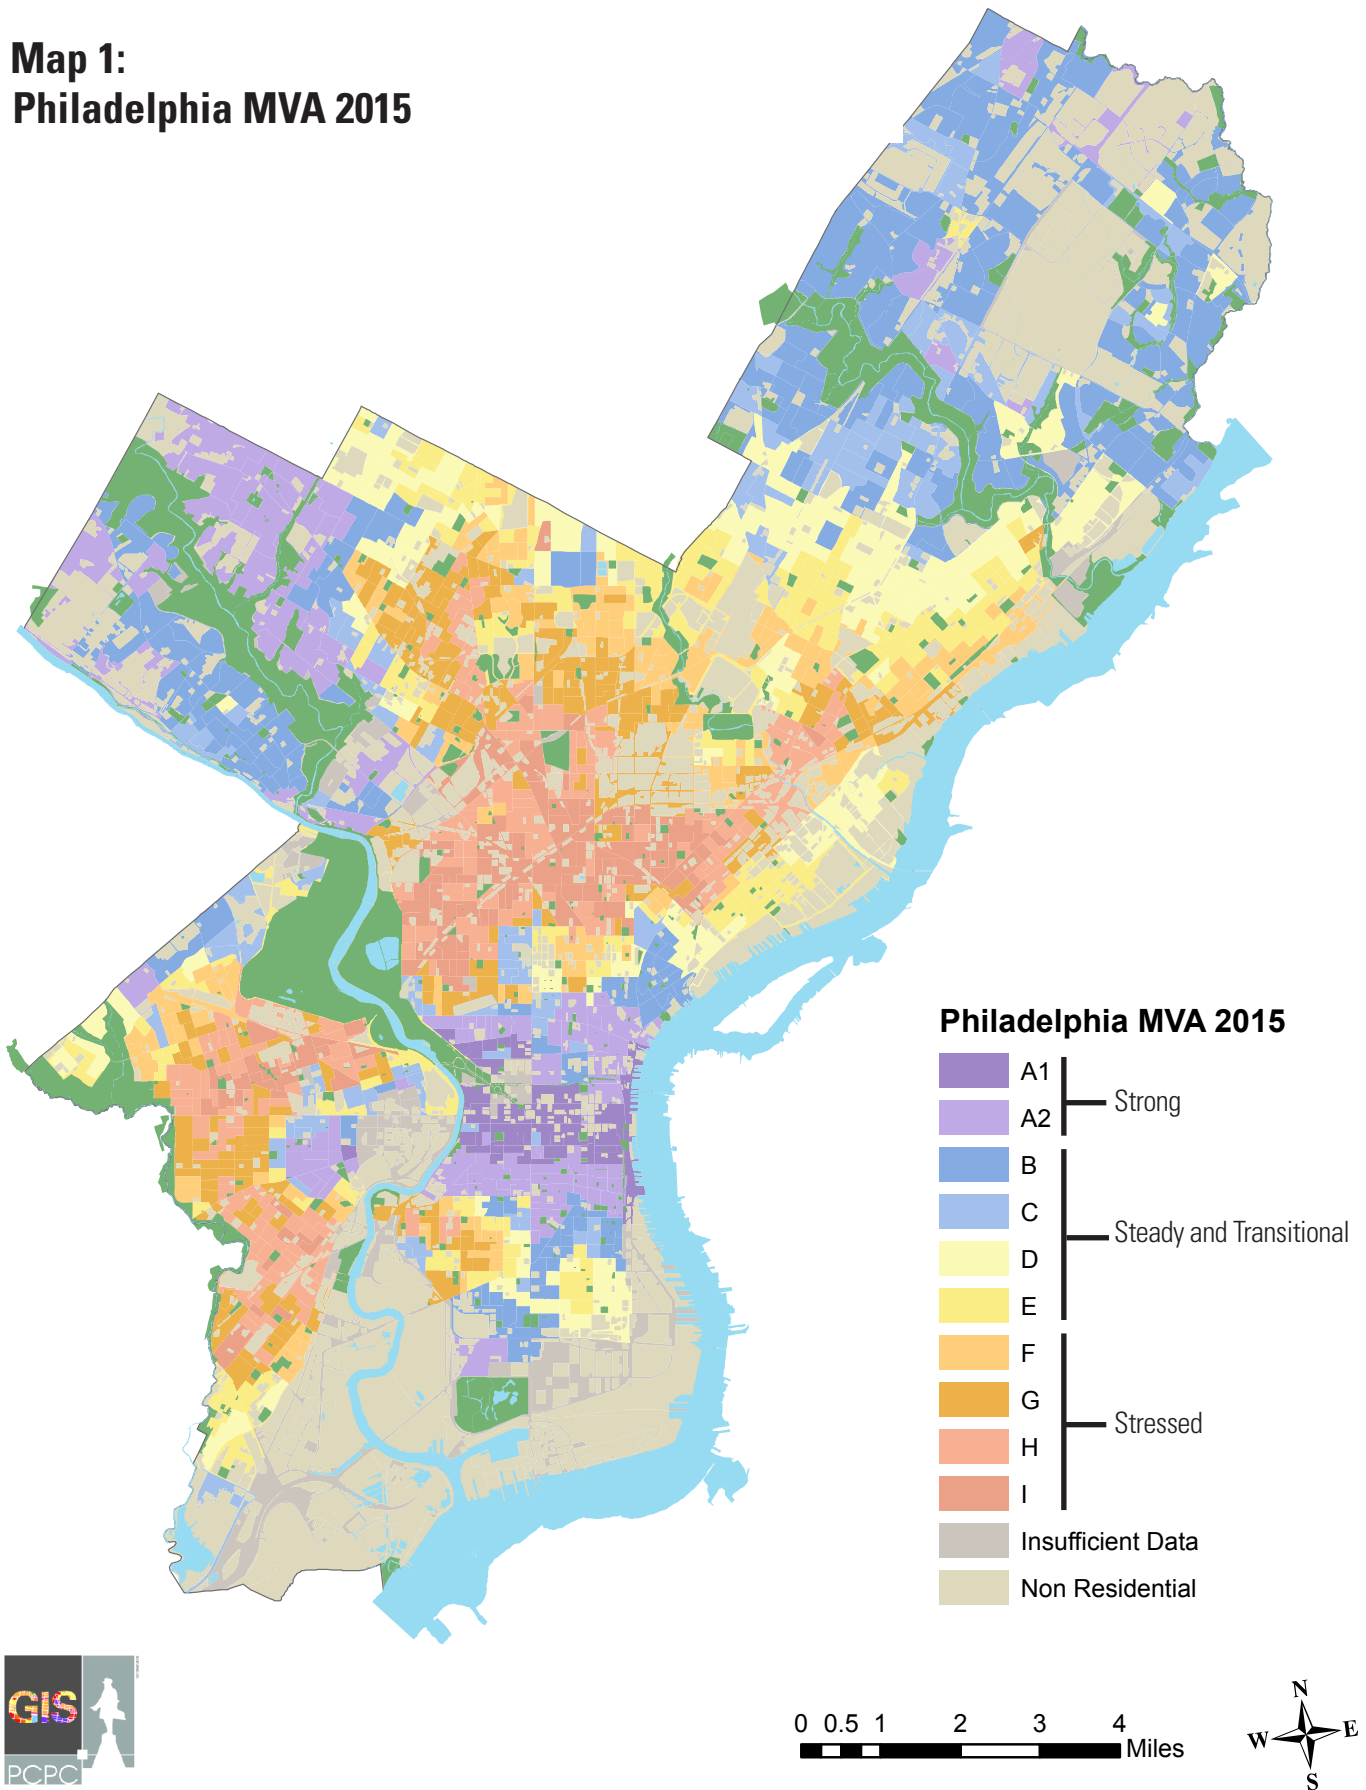 Map 1:
Philadelphia MVA 2015
Philadelphia MVA 2015
A1
A2
Strong
B
C
D
E
Steady and Transitional
F
G
H
I
Stressed
Insufficient Data
Non Residential
GIS
PCPC
0 0.5 1 2 3 4
Miles
N
W E
S